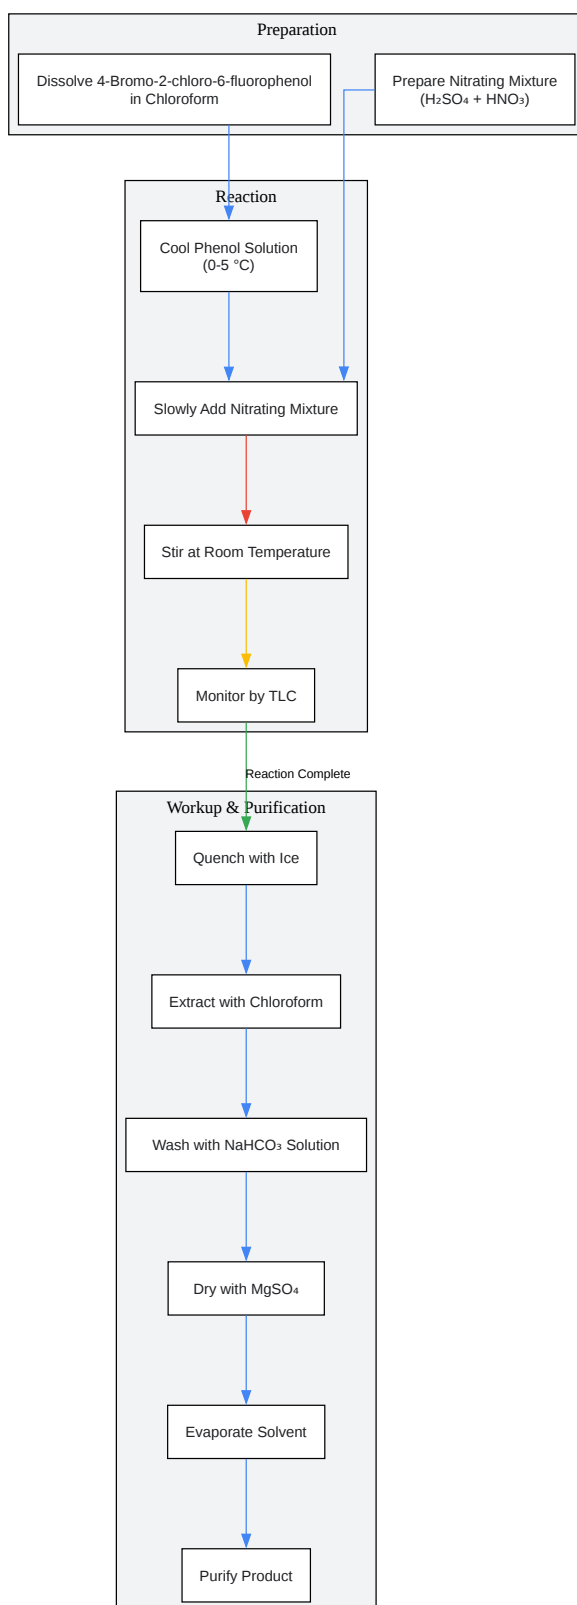 Preparation
Dissolve 4-Bromo-2-chloro-6-fluorophenol
in Chloroform
Prepare Nitrating Mixture
(H₂SO₄ + HNO₃)
Reaction
Cool Phenol Solution
(0-5 °C)
Slowly Add Nitrating Mixture
Stir at Room Temperature
Monitor by TLC
Reaction Complete
Workup & Purification
Quench with Ice
Extract with Chloroform
Wash with NaHCO₃ Solution
Dry with MgSO₄
Evaporate Solvent
Purify Product